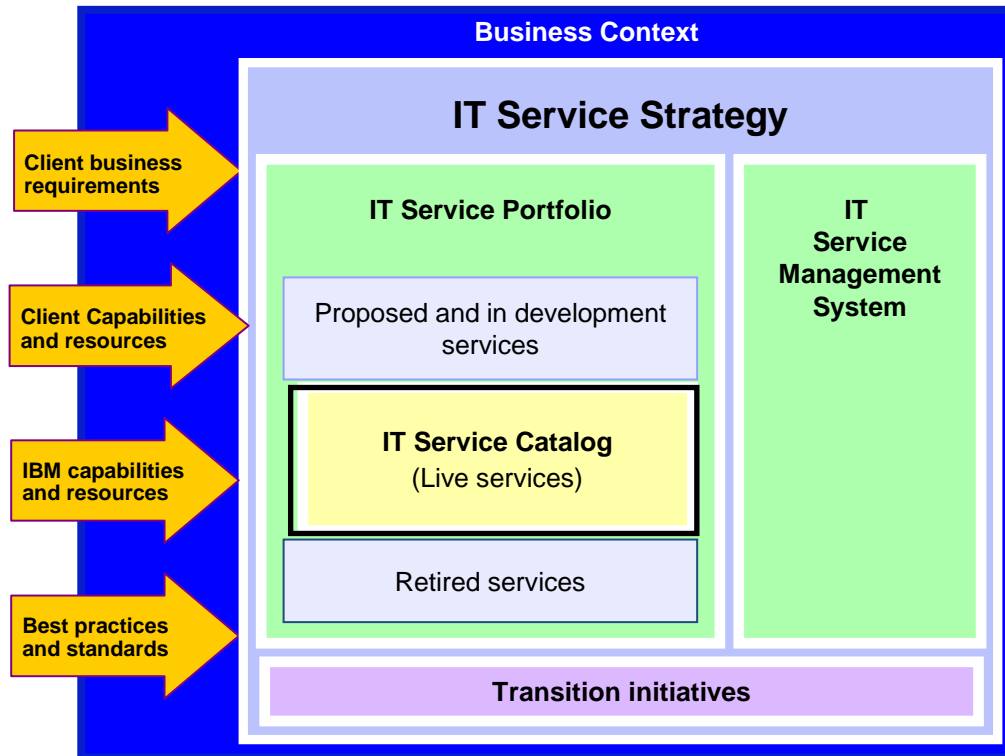 Business Context
IT Service Strategy
Client business
requirements
Client Capabilities
and resources
IBM capabilities
and resources
Best practices
and standards
IT Service Portfolio
Proposed and in development
services
IT Service Catalog
(Live services)
Retired services
IT
Service
Management
System
Transition initiatives